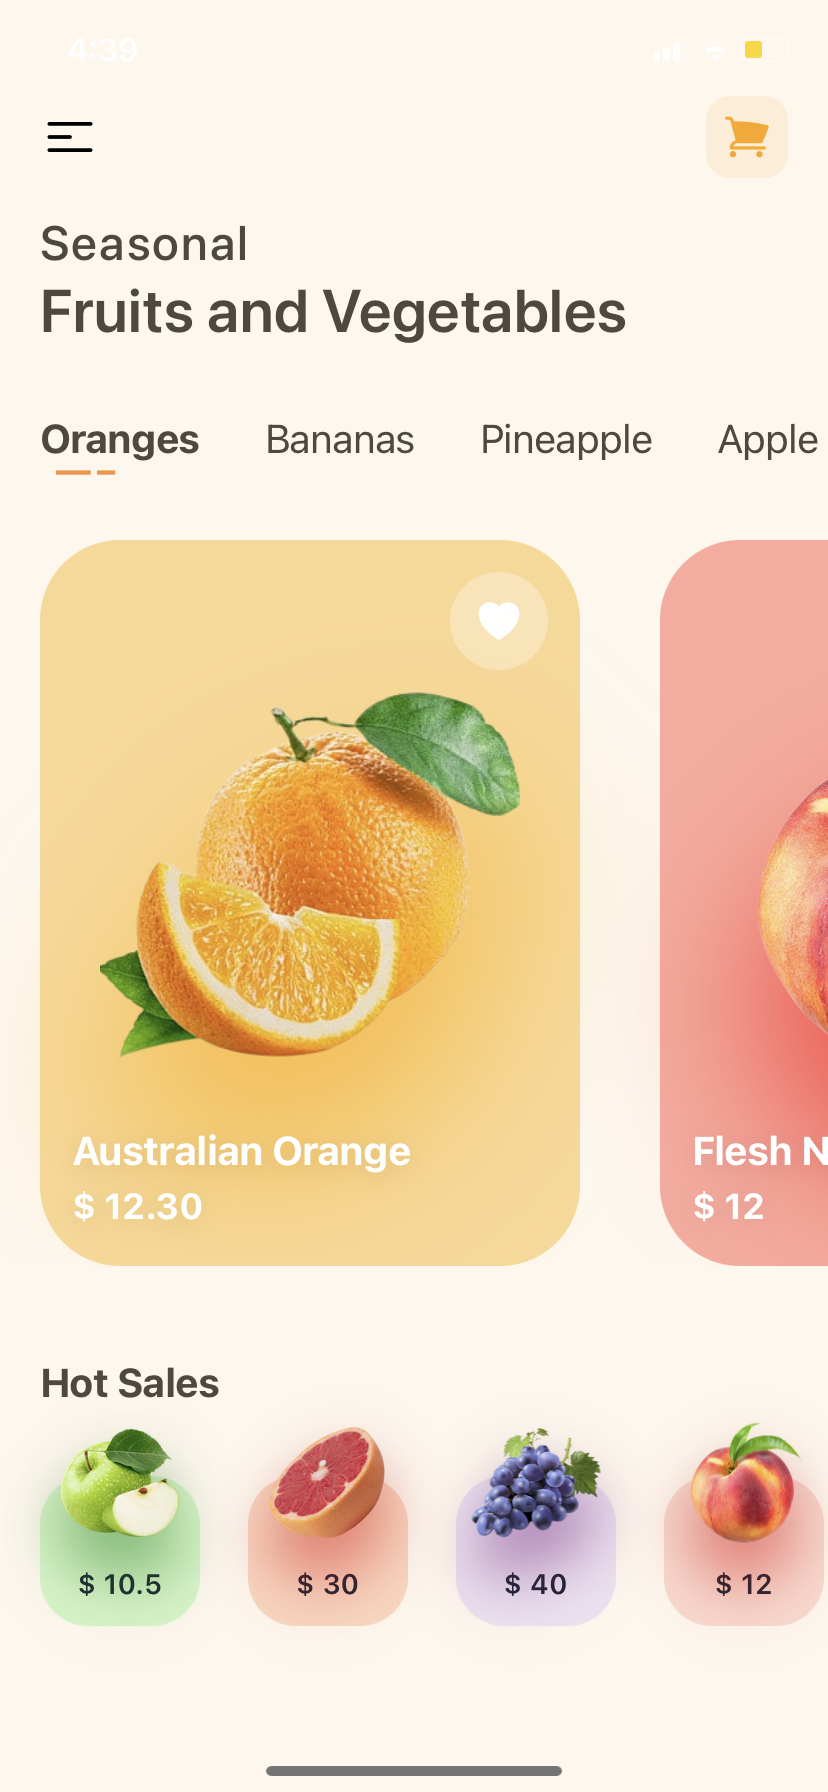 4:39
Seasonal
Fruits and Vegetables
Oranges Bananas Pineapple Apple
Australian Orange
$ 12.30
Flesh N
$ 12
Hot Sales
$ 10.5 $ 30 $ 40 $ 12